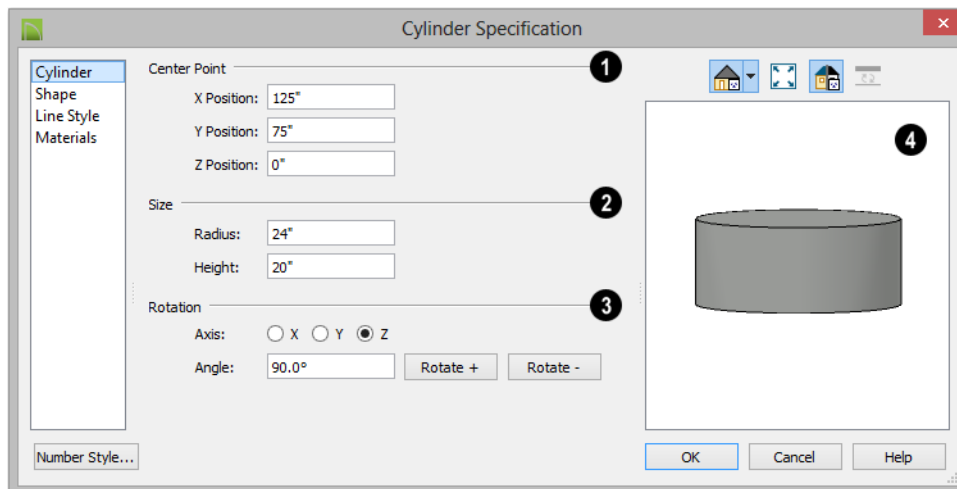 Cylinder Specification
Cylinder
Shape
Line Style
Materials
Center Point 1
X Position: 125"
Y Position: 75"
Z Position: 0"
Size 2
Radius: 24"
Height: 20"
Rotation 3
Axis: X Y Z
Angle: 90.0° Rotate + Rotate -
4
Number Style... OK Cancel Help